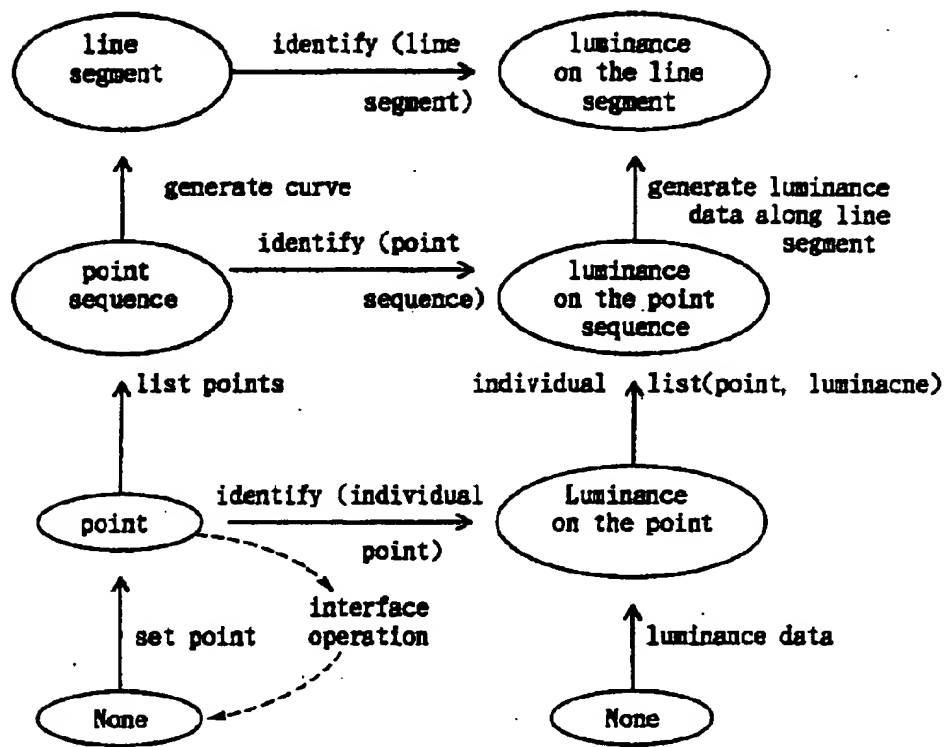 line
segment
identify (line
segment)
luminance
on the line
segment
generate curve
generate luminance
data along line
segment
point
sequence
identify (point
sequence)
luminance
on the point
sequence
list points
individual list(point, luminacne)
point
identify (individual
point)
Luminance
on the point
interface
operation
set point
luminance data
None
None